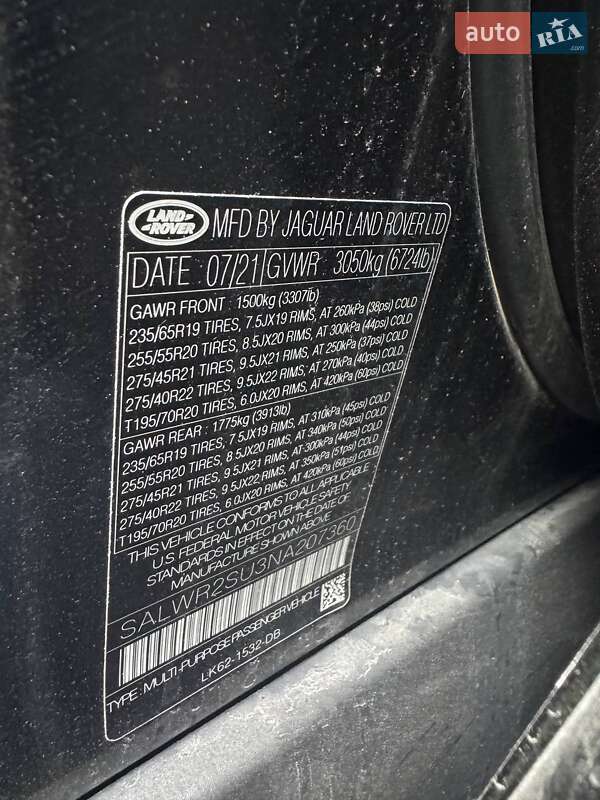 auto RIA.com
LAND-ROVER MFD BY JAGUAR LAND ROVER LTD
DATE : 07/21 GVWR : 3050kg (6724lb)
GAWR FRONT : 1500kg (3307lb)
235/65R19 TIRES, 7.5JX19 RIMS, AT 260kPa (38psi) COLD
255/55R20 TIRES, 8.5JX20 RIMS, AT 300kPa (44psi) COLD
275/45R21 TIRES, 9.5JX21 RIMS, AT 250kPa (37psi) COLD
275/40R22 TIRES, 9.5JX22 RIMS, AT 270kPa (40psi) COLD
T195/70R20 TIRES, 6.0JX20 RIMS, AT 420kPa (60psi) COLD
GAWR REAR : 1775kg (3913lb)
235/65R19 TIRES, 7.5JX19 RIMS, AT 310kPa (45psi) COLD
255/55R20 TIRES, 8.5JX20 RIMS, AT 340kPa (50psi) COLD
275/45R21 TIRES, 9.5JX21 RIMS, AT 300kPa (44psi) COLD
275/40R22 TIRES, 9.5JX22 RIMS, AT 350kPa (51psi) COLD
T195/70R20 TIRES, 6.0JX20 RIMS, AT 420kPa (60psi) COLD
THIS VEHICLE CONFORMS TO ALL APPLICABLE
U.S. FEDERAL MOTOR VEHICLE SAFETY
STANDARDS IN EFFECT ON THE DATE OF
MANUFACTURE SHOWN ABOVE
SALWR2SU3NA207360
TYPE : MULTI-PURPOSE PASSENGER VEHICLE
LK62-1532-DB